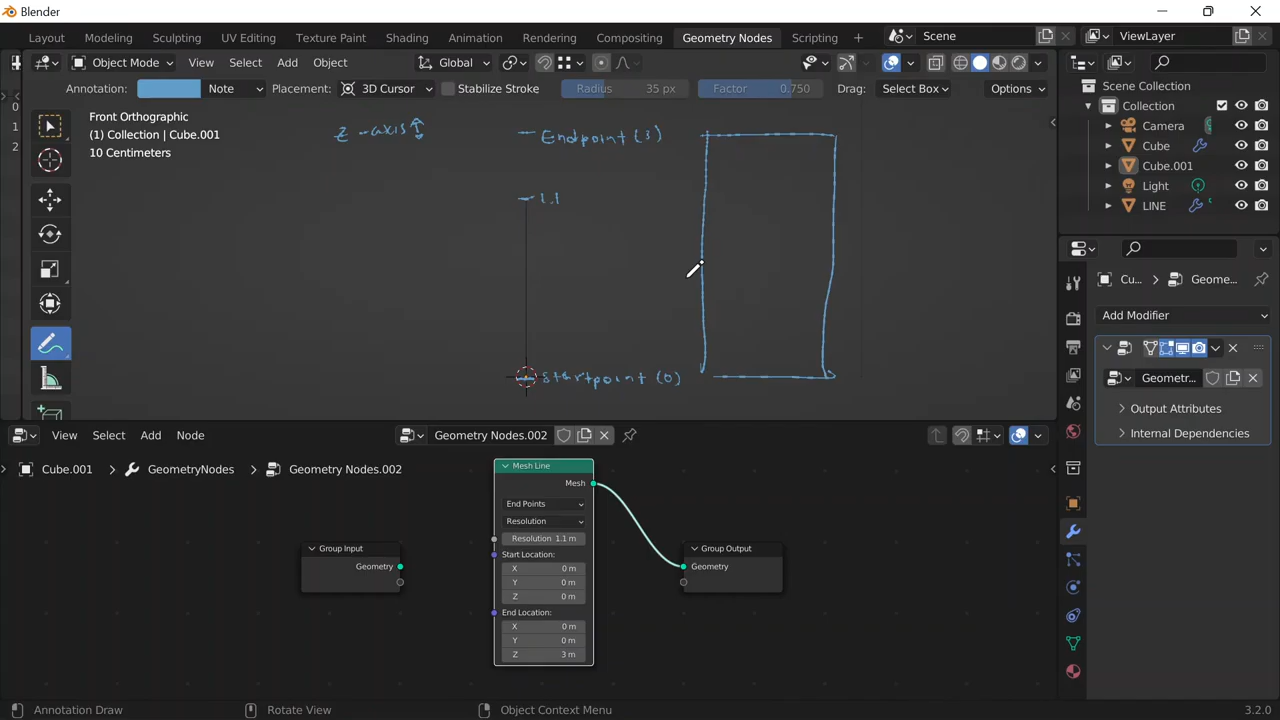 Blender
Layout Modeling Sculpting UV Editing Texture Paint Shading Animation Rendering Compositing Geometry Nodes Scripting + Scene ViewLayer
Object Mode View Select Add Object Global
Annotation: Note Placement: 3D Cursor Stabilize Stroke Radius 35 px Factor 0.750 Drag: Select Box Options
0
1
2
Front Orthographic
(1) Collection | Cube.001
10 Centimeters
Z-axis
Endpoint (3)
1.1
Startpoint (0)
Scene Collection
Collection
Camera
Cube
Cube.001
Light
LINE
Cu... Geome...
Add Modifier
Geometr...
Output Attributes
Internal Dependencies
View Select Add Node Geometry Nodes.002
Cube.001 GeometryNodes Geometry Nodes.002
Mesh Line
Mesh
End Points
Resolution
Resolution 1.1 m
Start Location:
X 0 m
Y 0 m
Z 0 m
End Location:
X 0 m
Y 0 m
Z 3 m
Group Input
Geometry
Group Output
Geometry
Annotation Draw Rotate View Object Context Menu 3.2.0